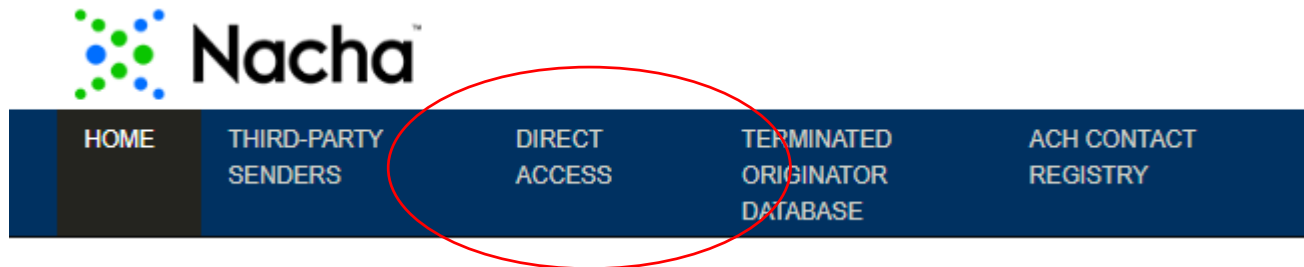 Nacha™
HOME
THIRD-PARTY
SENDERS
DIRECT
ACCESS
TERMINATED
ORIGINATOR
DATABASE
ACH CONTACT
REGISTRY